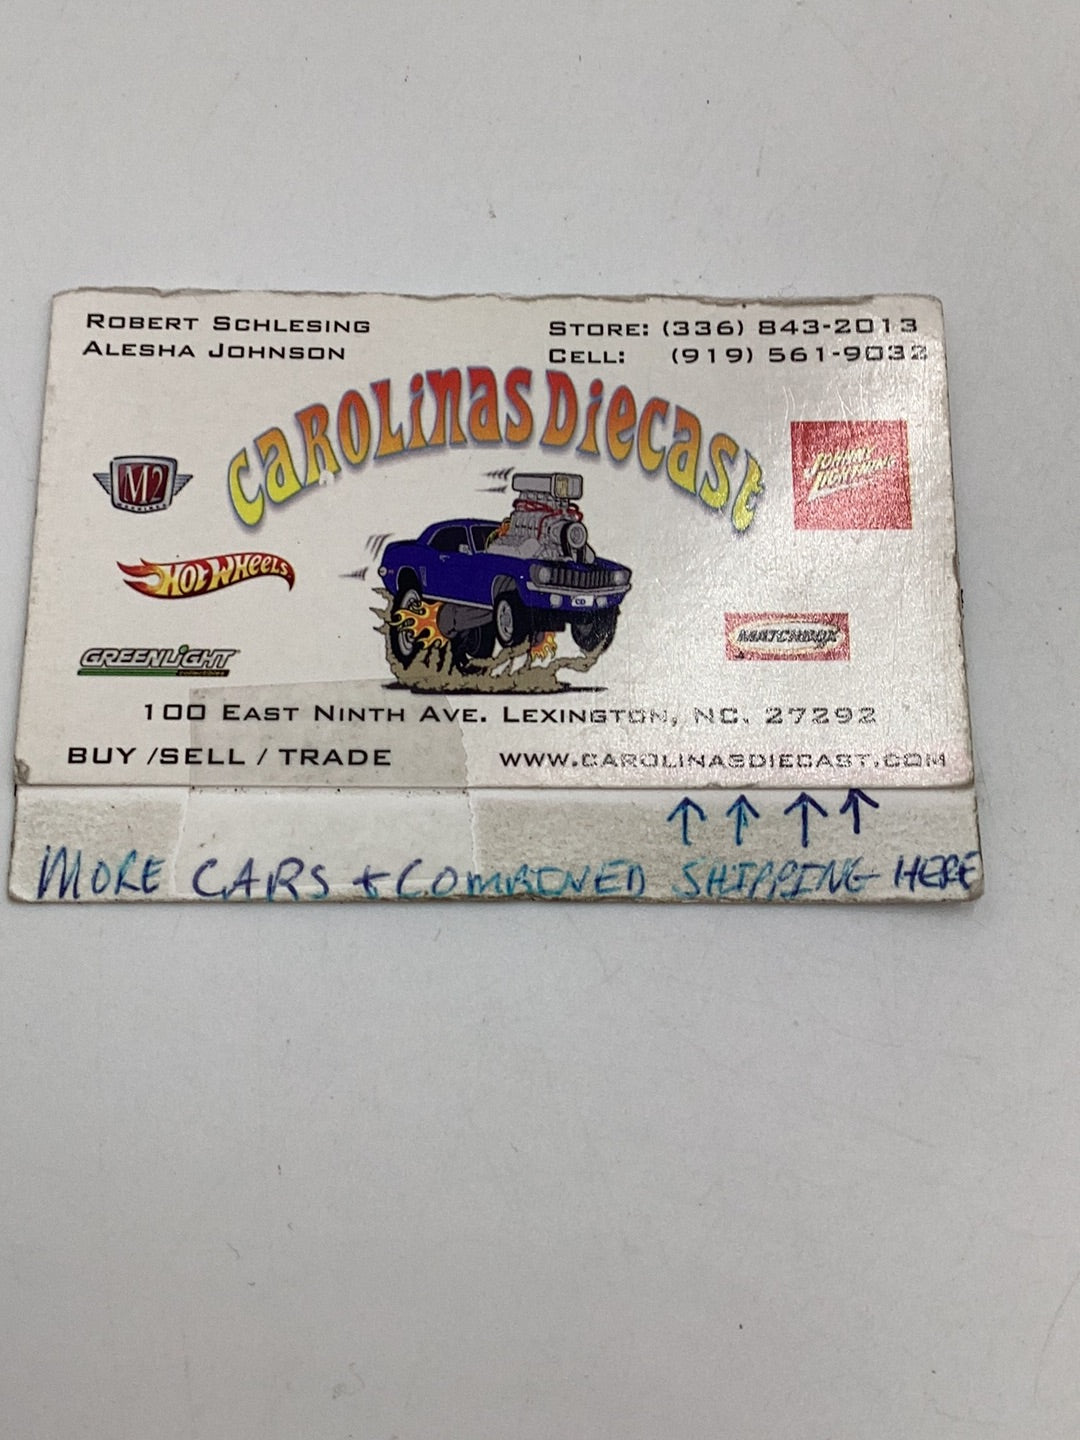 ROBERT SCHLESING
ALESHA JOHNSON
STORE: (336) 843-2013
CELL: (919) 561-9032
CAROLINAS DIECAST
M2
MACHINES
JOHNNY LIGHTNING
HOT WHEELS
CD
MATCHBOX
GREENLIGHT
100 EAST NINTH AVE. LEXINGTON, NC. 27292
BUY /SELL / TRADE
WWW.CAROLINASDIECAST.COM
↑ ↑ ↑ ↑
MORE CARS + COMBINED SHIPPING HERE